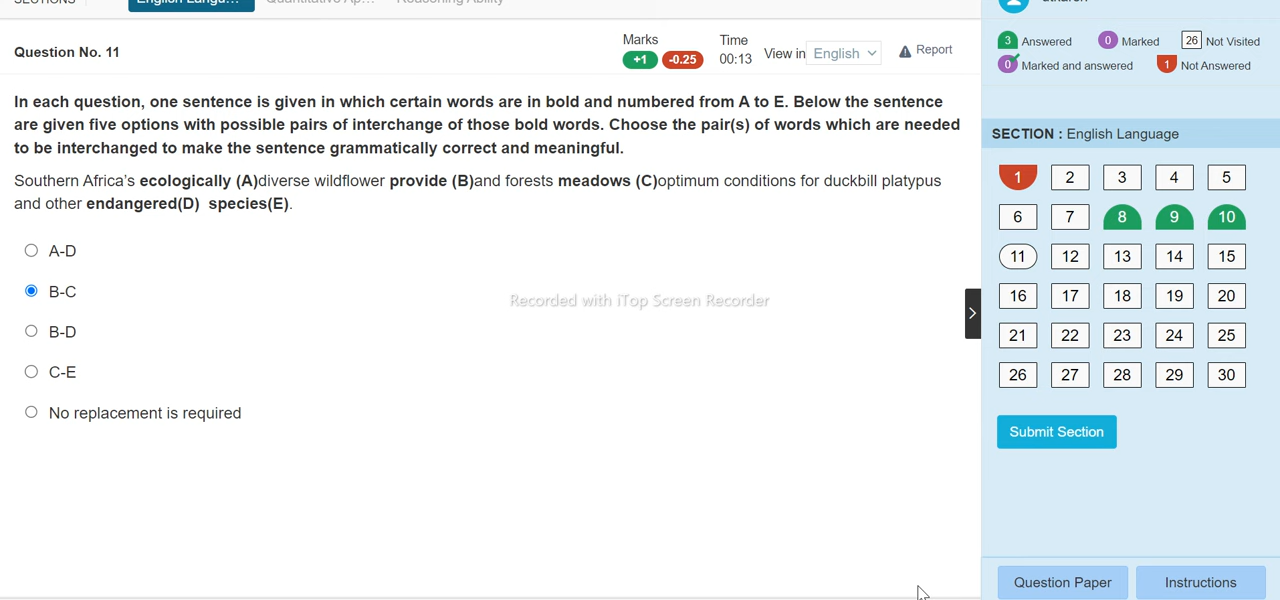 English Langu...
Quantitative Ap...
Reasoning Ability
Question No. 11
Marks
+1 -0.25
Time
00:13
View in English
Report
In each question, one sentence is given in which certain words are in bold and numbered from A to E. Below the sentence
are given five options with possible pairs of interchange of those bold words. Choose the pair(s) of words which are needed
to be interchanged to make the sentence grammatically correct and meaningful.
Southern Africa's ecologically (A)diverse wildflower provide (B)and forests meadows (C)optimum conditions for duckbill platypus
and other endangered(D) species(E).
A-D
B-C
B-D
C-E
No replacement is required
Recorded with iTop Screen Recorder
3 Answered
0 Marked
26 Not Visited
0 Marked and answered
1 Not Answered
SECTION : English Language
1 2 3 4 5
6 7 8 9 10
11 12 13 14 15
16 17 18 19 20
21 22 23 24 25
26 27 28 29 30
Submit Section
Question Paper
Instructions